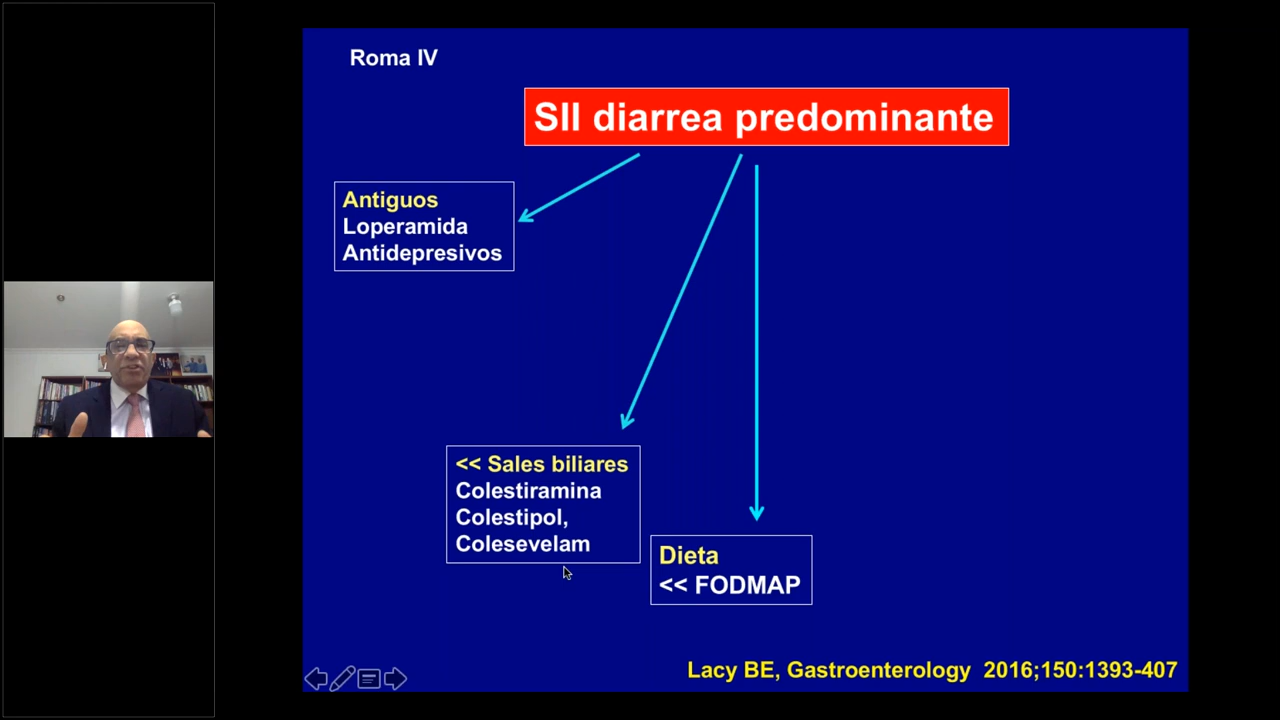 Roma IV
SII diarrea predominante
Antiguos
Loperamida
Antidepresivos
<< Sales biliares
Colestiramina
Colestipol,
Colesevelam
Dieta
<< FODMAP
Lacy BE, Gastroenterology 2016;150:1393-407